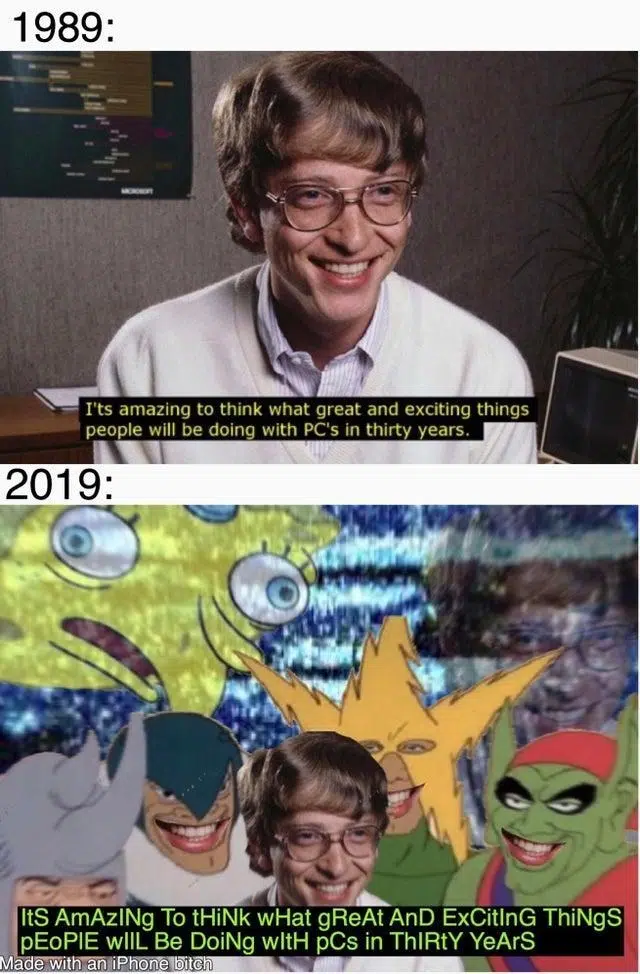 1989:
MICROSOFT
I'ts amazing to think what great and exciting things
people will be doing with PC's in thirty years.
2019:
ItS AmAzINg To tHiNk wHat gReAt AnD ExCitInG ThiNgS
pEoPlE wIlL Be DoiNg wItH pCs in ThIRtY YeArS
Made with an iPhone bitch